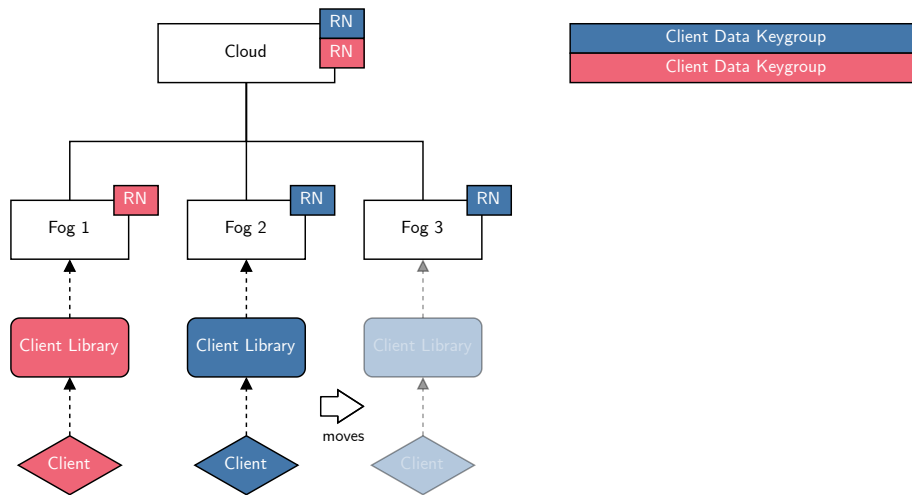 RN
Client Data Keygroup
Cloud
RN
Client Data Keygroup
RN
RN
RN
Fog 1
Fog 2
Fog 3
Client Library
Client Library
Client Library
moves
Client
Client
Client